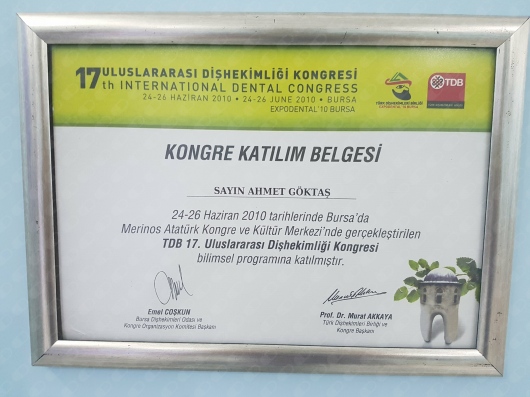 17 ULUSLARARASI DİŞHEKİMLİĞİ KONGRESİ
th INTERNATIONAL DENTAL CONGRESS
24-26 HAZİRAN 2010 • 24-26 JUNE 2010 • BURSA
EXPODENTAL'10 BURSA
TDB
KONGRE KATILIM BELGESİ
SAYIN AHMET GÖKTAŞ
24-26 Haziran 2010 tarihlerinde Bursa'da
Merinos Atatürk Kongre ve Kültür Merkezi'nde gerçekleştirilen
TDB 17. Uluslararası Dişhekimliği Kongresi
bilimsel programına katılmıştır.
Emel COŞKUN
Bursa Dişhekimleri Odası ve
Kongre Organizasyon Komitesi Başkanı
Prof. Dr. Murat AKKAYA
Türk Dişhekimleri Birliği ve
Kongre Başkanı